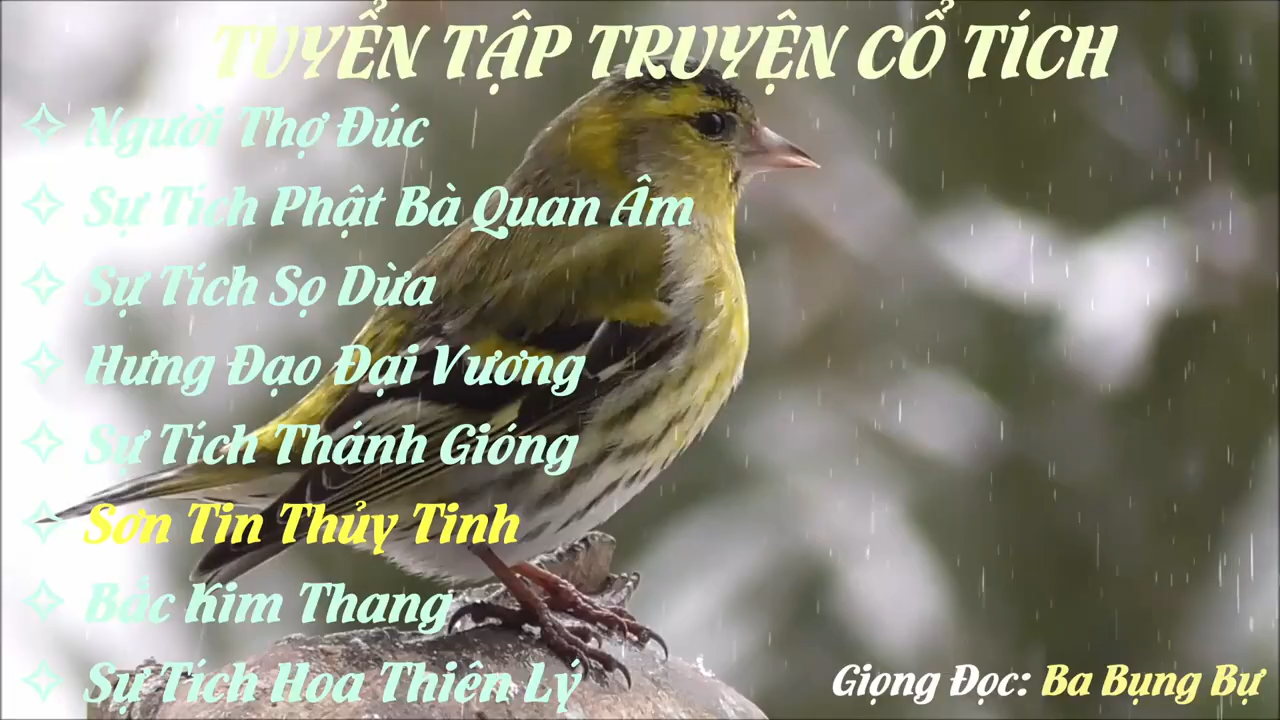 TUYỂN TẬP TRUYỆN CỔ TÍCH
Người Thợ Đúc
Sự Tích Phật Bà Quan Âm
Sự Tích Sọ Dừa
Hưng Đạo Đại Vương
Sự Tích Thánh Gióng
Sơn Tin Thủy Tinh
Bắc Kim Thang
Sự Tích Hoa Thiên Lý
Giọng Đọc: Ba Bụng Bự